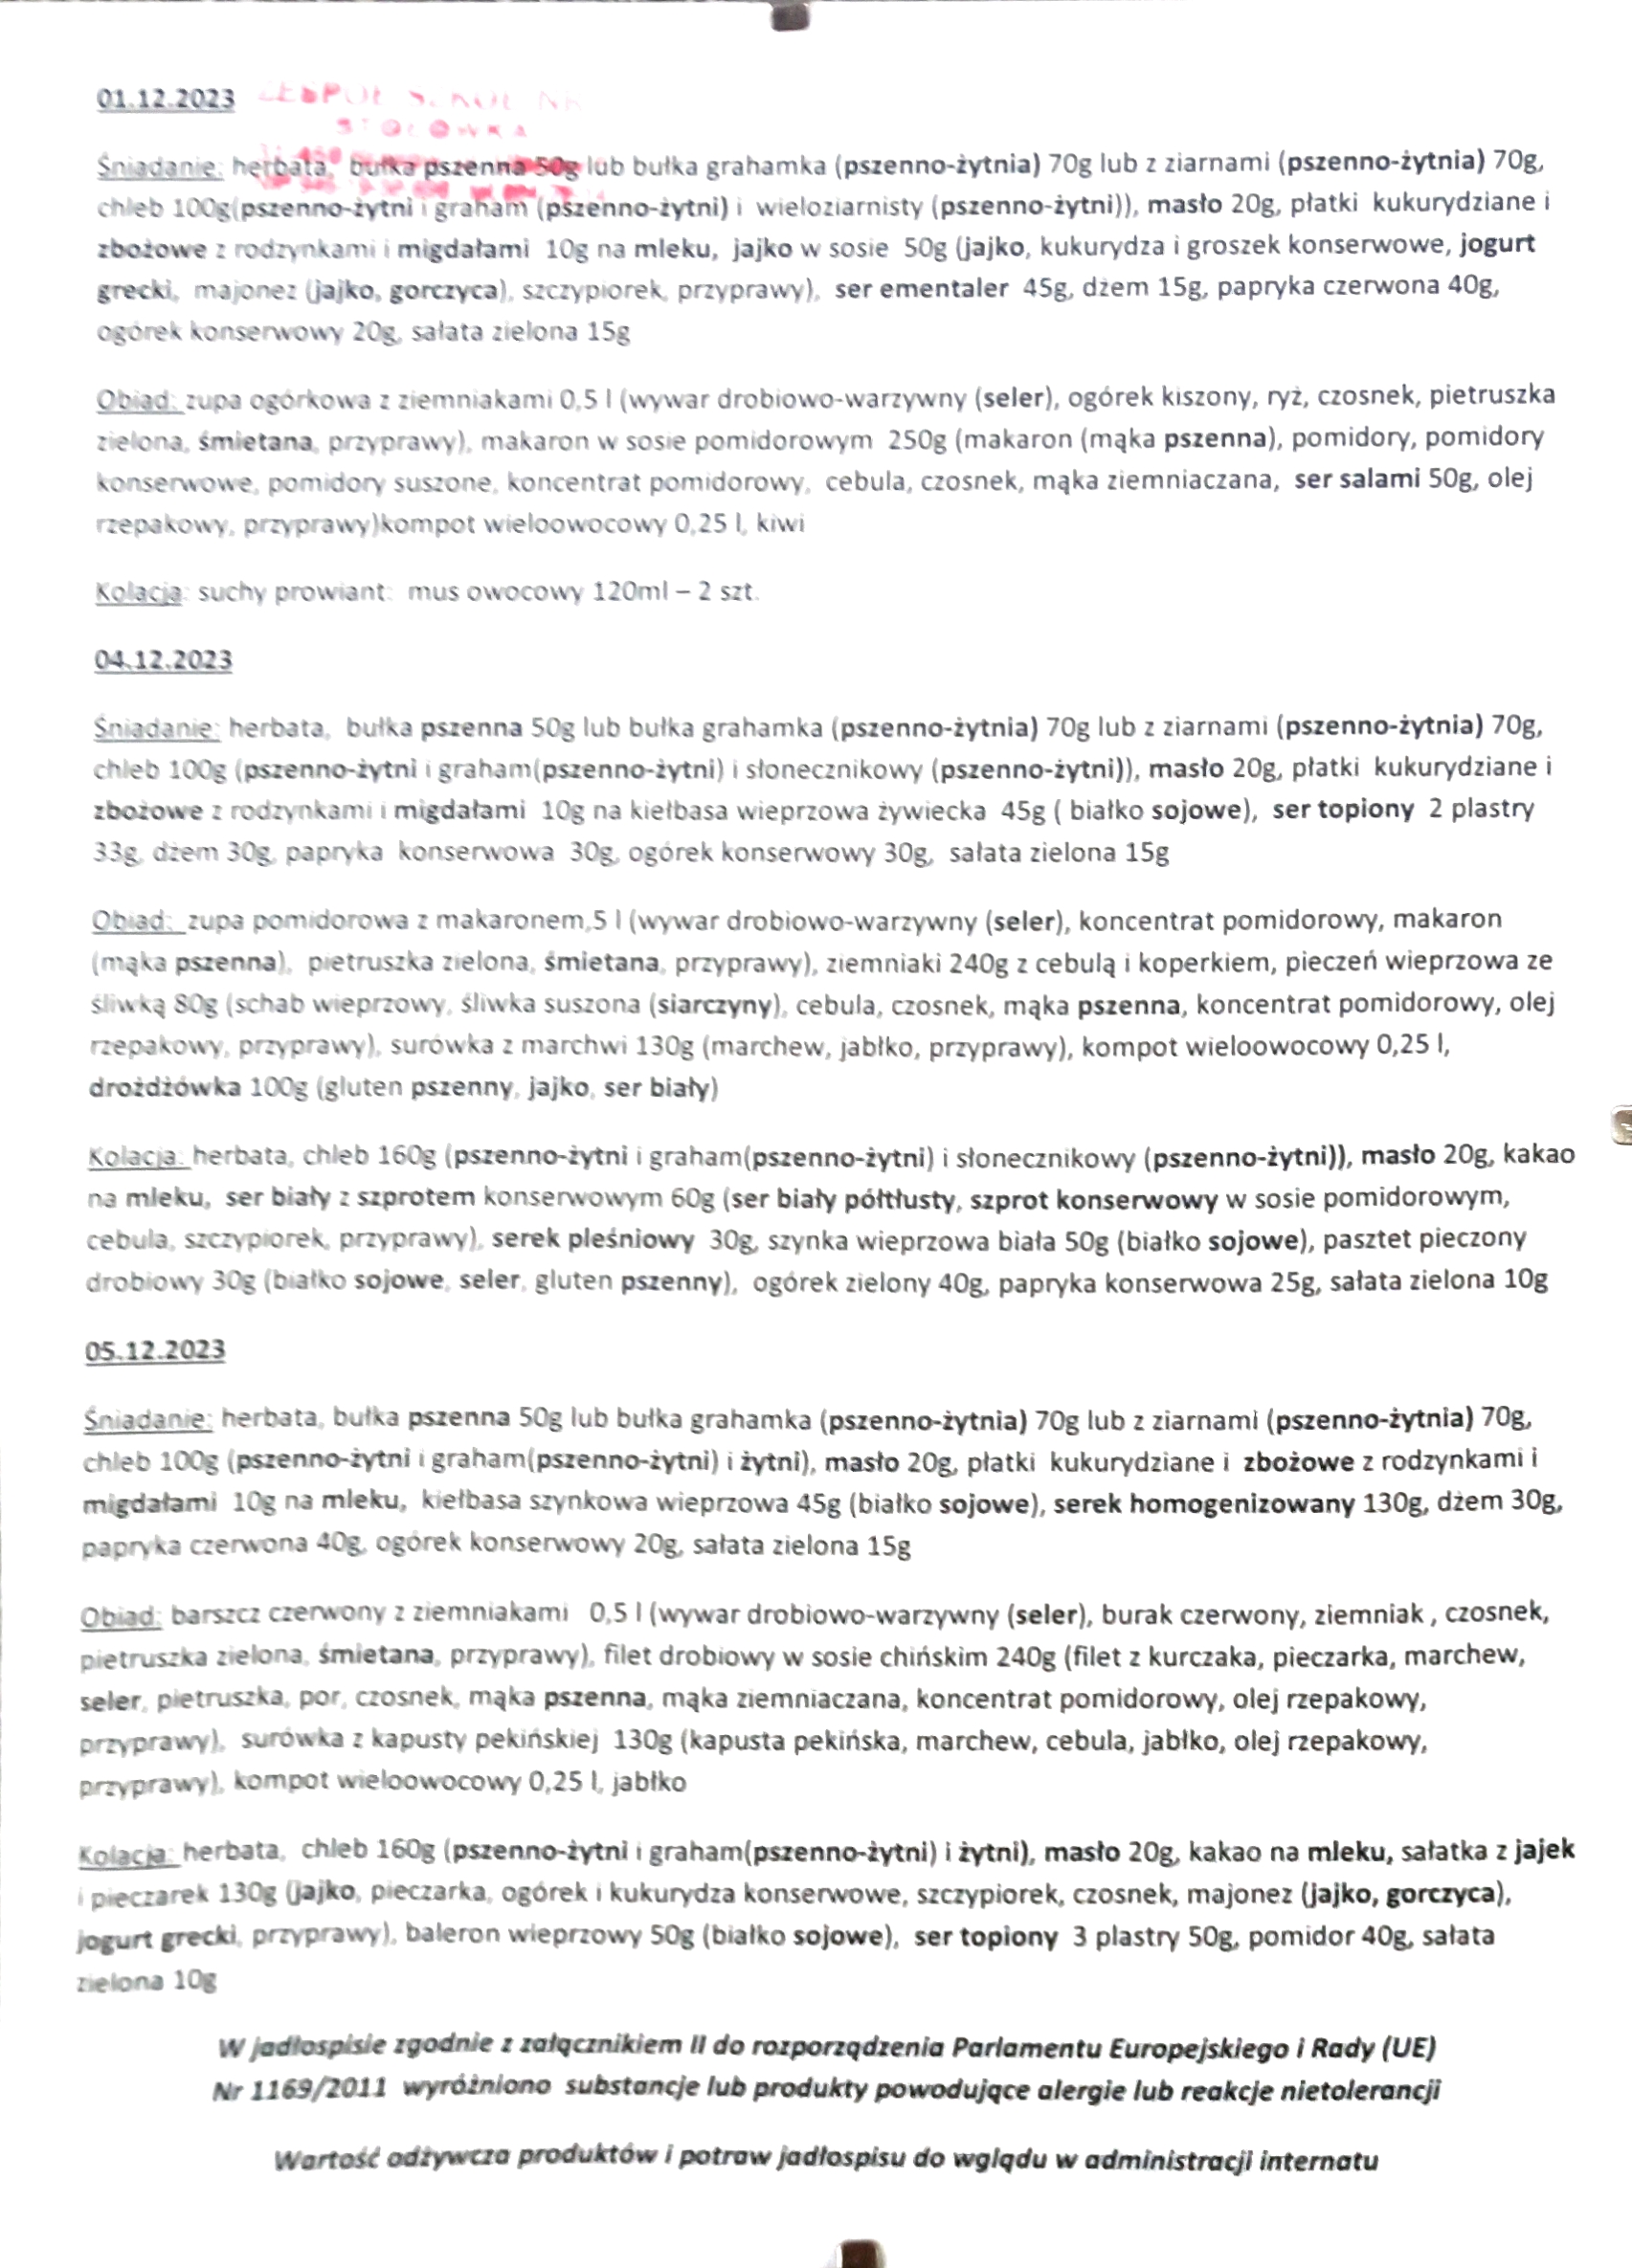 01.12.2023 ZESPÓŁ SZKÓŁ NR
STOŁÓWKA
Śniadanie: herbata, bułka pszenna 50g lub bułka grahamka (pszenno-żytnia) 70g lub z ziarnami (pszenno-żytnia) 70g,
chleb 100g(pszenno-żytni i graham (pszenno-żytni) i wieloziarnisty (pszenno-żytni)), masło 20g, płatki kukurydziane i
zbożowe z rodzynkami i migdałami 10g na mleku, jajko w sosie 50g (jajko, kukurydza i groszek konserwowe, jogurt
grecki, majonez (jajko, gorczyca), szczypiorek, przyprawy), ser ementaler 45g, dżem 15g, papryka czerwona 40g,
ogórek konserwowy 20g, sałata zielona 15g
Obiad: zupa ogórkowa z ziemniakami 0,5 l (wywar drobiowo-warzywny (seler), ogórek kiszony, ryż, czosnek, pietruszka
zielona, śmietana, przyprawy), makaron w sosie pomidorowym 250g (makaron (mąka pszenna), pomidory, pomidory
konserwowe, pomidory suszone, koncentrat pomidorowy, cebula, czosnek, mąka ziemniaczana, ser salami 50g, olej
rzepakowy, przyprawy)kompot wieloowocowy 0,25 l, kiwi
Kolacja: suchy prowiant: mus owocowy 120ml – 2 szt.
04.12.2023
Śniadanie: herbata, bułka pszenna 50g lub bułka grahamka (pszenno-żytnia) 70g lub z ziarnami (pszenno-żytnia) 70g,
chleb 100g (pszenno-żytni i graham(pszenno-żytni) i słonecznikowy (pszenno-żytni)), masło 20g, płatki kukurydziane i
zbożowe z rodzynkami i migdałami 10g na kiełbasa wieprzowa żywiecka 45g ( białko sojowe), ser topiony 2 plastry
33g, dżem 30g, papryka konserwowa 30g, ogórek konserwowy 30g, sałata zielona 15g
Obiad: zupa pomidorowa z makaronem,5 l (wywar drobiowo-warzywny (seler), koncentrat pomidorowy, makaron
(mąka pszenna), pietruszka zielona, śmietana, przyprawy), ziemniaki 240g z cebulą i koperkiem, pieczeń wieprzowa ze
śliwką 80g (schab wieprzowy, śliwka suszona (siarczyny), cebula, czosnek, mąka pszenna, koncentrat pomidorowy, olej
rzepakowy, przyprawy), surówka z marchwi 130g (marchew, jabłko, przyprawy), kompot wieloowocowy 0,25 l,
drożdżówka 100g (gluten pszenny, jajko, ser biały)
Kolacja: herbata, chleb 160g (pszenno-żytni i graham(pszenno-żytni) i słonecznikowy (pszenno-żytni)), masło 20g, kakao
na mleku, ser biały z szprotem konserwowym 60g (ser biały półtłusty, szprot konserwowy w sosie pomidorowym,
cebula, szczypiorek, przyprawy), serek pleśniowy 30g, szynka wieprzowa biała 50g (białko sojowe), pasztet pieczony
drobiowy 30g (białko sojowe, seler, gluten pszenny), ogórek zielony 40g, papryka konserwowa 25g, sałata zielona 10g
05.12.2023
Śniadanie: herbata, bułka pszenna 50g lub bułka grahamka (pszenno-żytnia) 70g lub z ziarnami (pszenno-żytnia) 70g,
chleb 100g (pszenno-żytni i graham(pszenno-żytni) i żytni), masło 20g, płatki kukurydziane i zbożowe z rodzynkami i
migdałami 10g na mleku, kiełbasa szynkowa wieprzowa 45g (białko sojowe), serek homogenizowany 130g, dżem 30g,
papryka czerwona 40g, ogórek konserwowy 20g, sałata zielona 15g
Obiad: barszcz czerwony z ziemniakami 0,5 l (wywar drobiowo-warzywny (seler), burak czerwony, ziemniak , czosnek,
pietruszka zielona, śmietana, przyprawy), filet drobiowy w sosie chińskim 240g (filet z kurczaka, pieczarka, marchew,
seler, pietruszka, por, czosnek, mąka pszenna, mąka ziemniaczana, koncentrat pomidorowy, olej rzepakowy,
przyprawy), surówka z kapusty pekińskiej 130g (kapusta pekińska, marchew, cebula, jabłko, olej rzepakowy,
przyprawy), kompot wieloowocowy 0,25 l, jabłko
Kolacja: herbata, chleb 160g (pszenno-żytni i graham(pszenno-żytni) i żytni), masło 20g, kakao na mleku, sałatka z jajek
i pieczarek 130g (jajko, pieczarka, ogórek i kukurydza konserwowe, szczypiorek, czosnek, majonez (jajko, gorczyca),
jogurt grecki, przyprawy), baleron wieprzowy 50g (białko sojowe), ser topiony 3 plastry 50g, pomidor 40g, sałata
zielona 10g
W jadłospisie zgodnie z załącznikiem II do rozporządzenia Parlamentu Europejskiego i Rady (UE)
Nr 1169/2011 wyróżniono substancje lub produkty powodujące alergie lub reakcje nietolerancji
Wartość odżywcza produktów i potraw jadłospisu do wglądu w administracji internatu